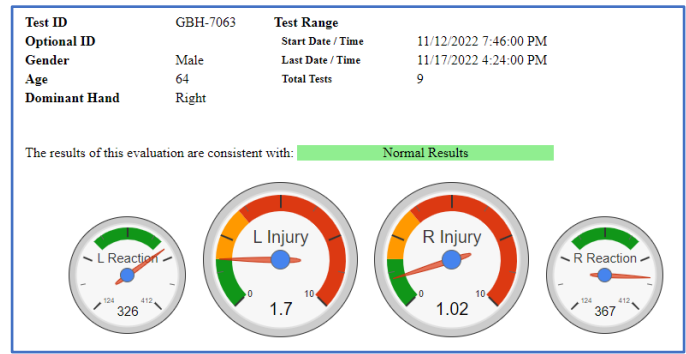 Test ID GBH-7063 Test Range
Optional ID Start Date / Time 11/12/2022 7:46:00 PM
Gender Male Last Date / Time 11/17/2022 4:24:00 PM
Age 64 Total Tests 9
Dominant Hand Right
The results of this evaluation are consistent with: Normal Results
L Reaction
124 412
326
L Injury
0 10
1.7
R Injury
0 10
1.02
R Reaction
124 412
367